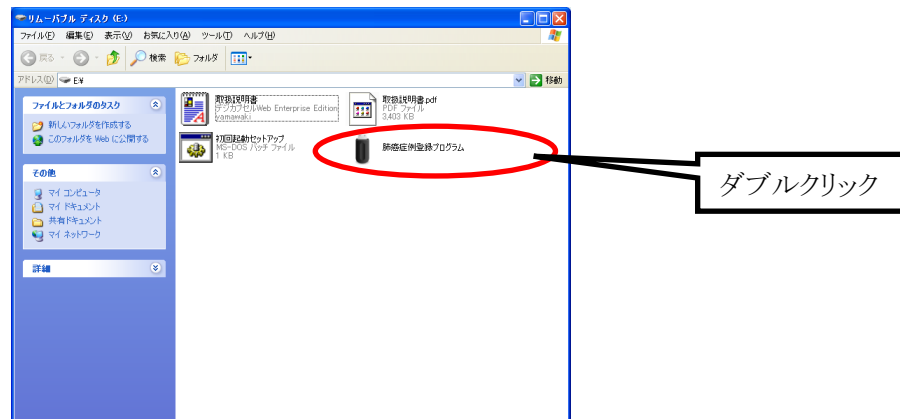 リムーバブル ディスク (E:)
ファイル(F) 編集(E) 表示(V) お気に入り(A) ツール(T) ヘルプ(H)
戻る 検索 フォルダ
アドレス(D) E:¥ 移動
ファイルとフォルダのタスク
新しいフォルダを作成する
このフォルダを Web に公開する
その他
マイ コンピュータ
マイ ドキュメント
共有ドキュメント
マイ ネットワーク
詳細
取扱説明書
デジカプセルWeb Enterprise Edition
yamawaki
取扱説明書.pdf
PDF ファイル
3,403 KB
初回起動セットアップ
MS-DOS バッチ ファイル
1 KB
肺癌症例登録プログラム
ダブルクリック